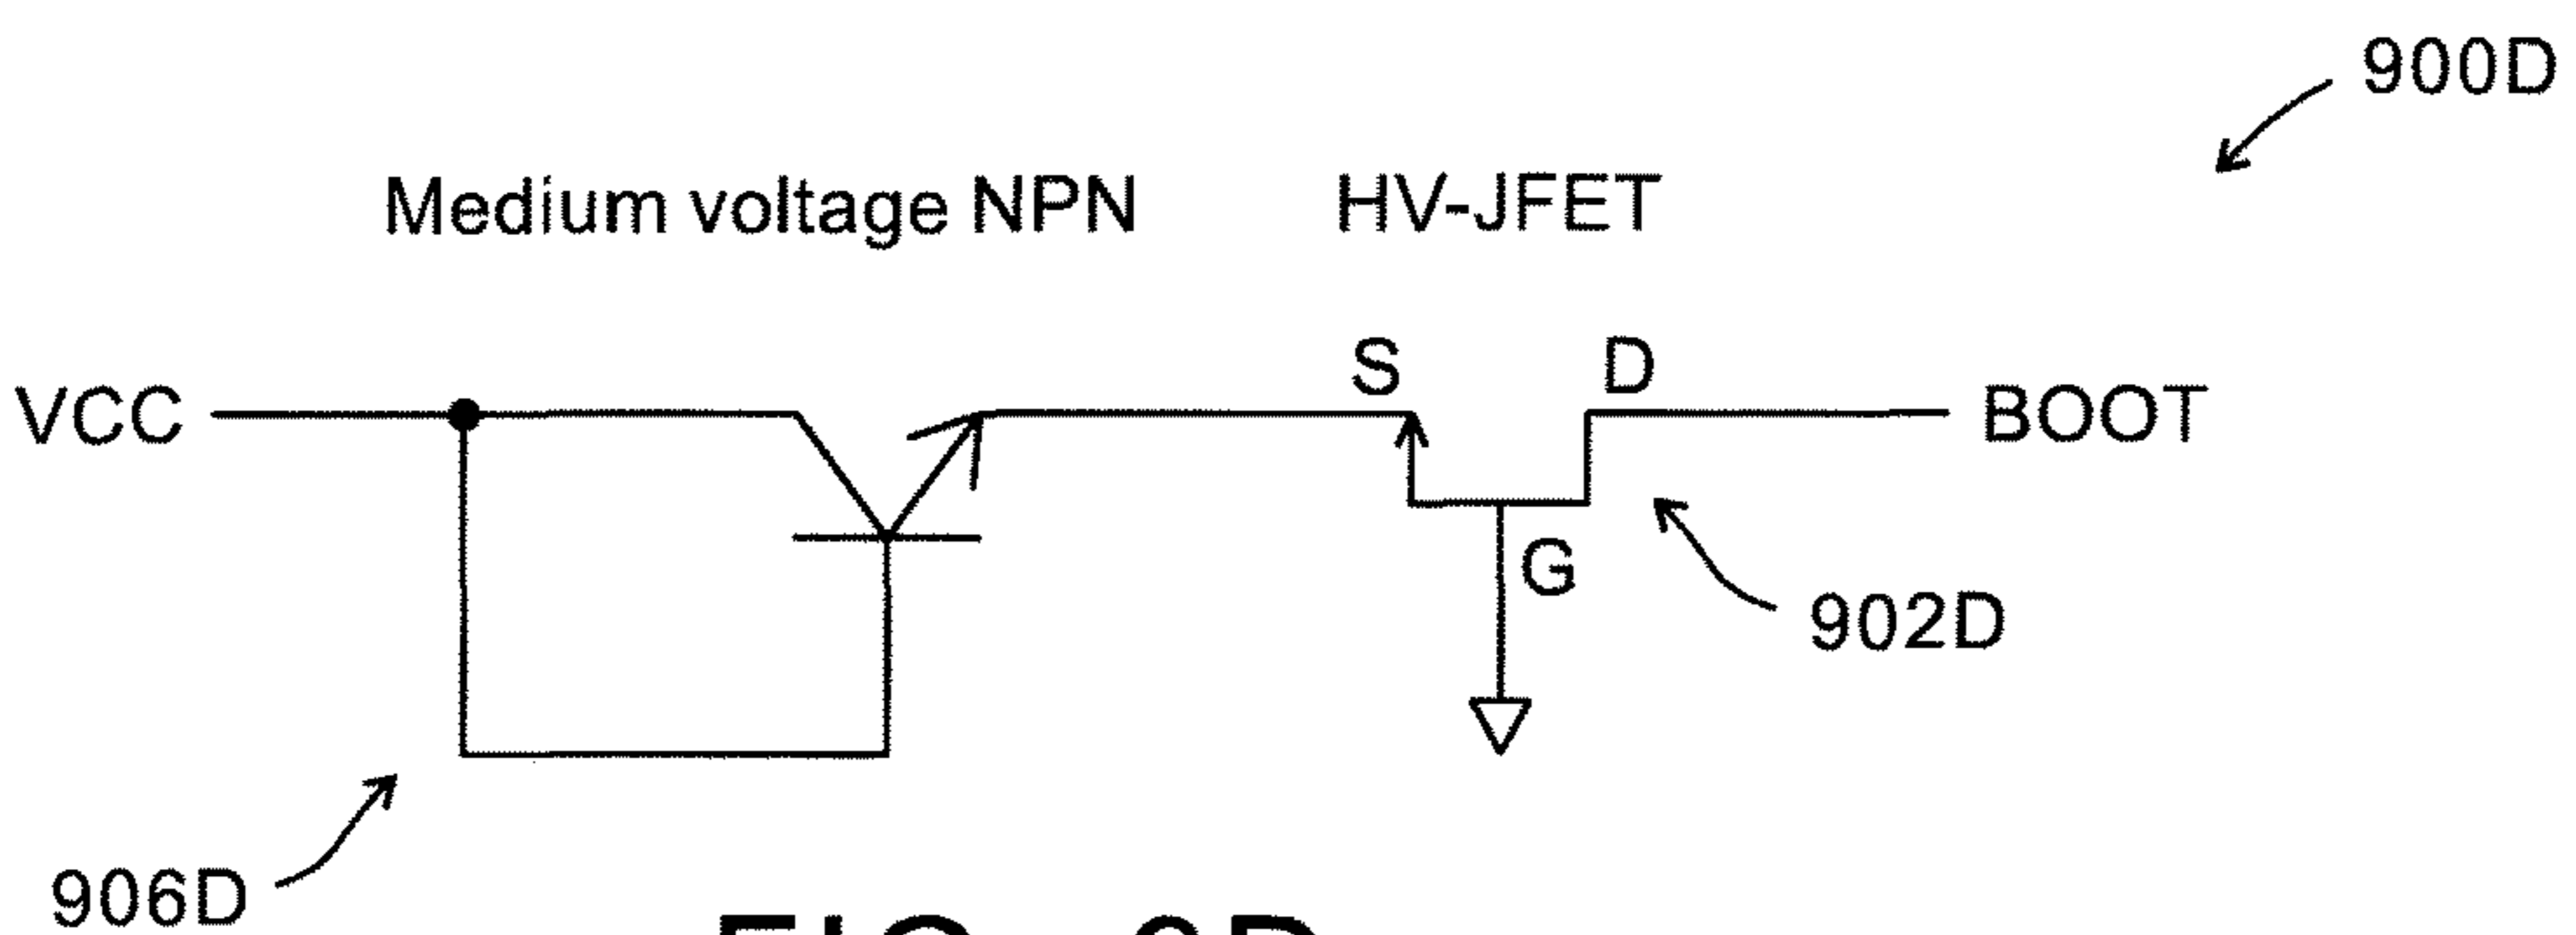 900D
Medium voltage NPN
HV-JFET
S
D
VCC
BOOT
G
902D
906D